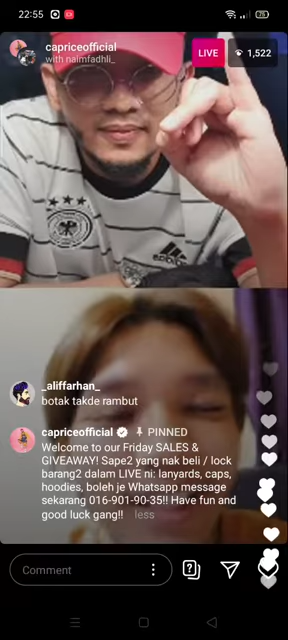 22:55
75
capriceofficial
with naimfadhli_
LIVE
1,522
adidas
_aliffarhan_
botak takde rambut
capriceofficial PINNED
Welcome to our Friday SALES &
GIVEAWAY! Sape2 yang nak beli / lock
barang2 dalam LIVE ni: lanyards, caps,
hoodies, boleh je Whatsapp message
sekarang 016-901-90-35!! Have fun and
good luck gang!! less
Comment